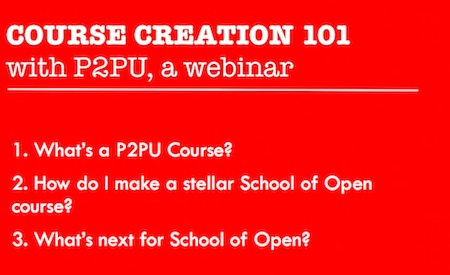 COURSE CREATION 101
with P2PU, a webinar
1. What's a P2PU Course?
2. How do I make a stellar School of Open
course?
3. What's next for School of Open?